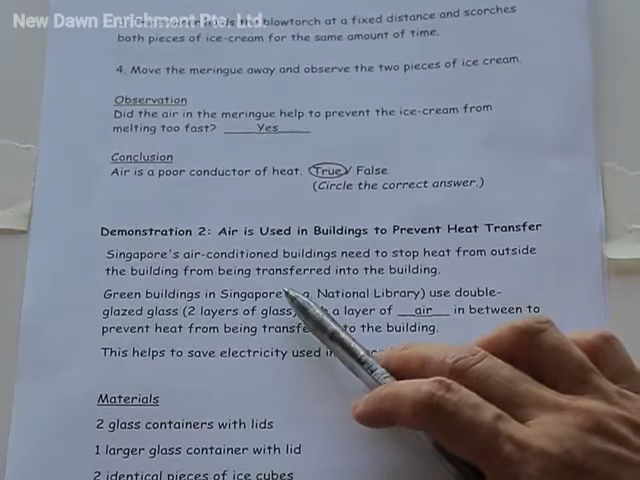 New Dawn Enrichment Pte. Ltd.
blowtorch at a fixed distance and scorches
both pieces of ice-cream for the same amount of time.
4. Move the meringue away and observe the two pieces of ice cream.
Observation
Did the air in the meringue help to prevent the ice-cream from
melting too fast? Yes
Conclusion
Air is a poor conductor of heat. True / False
(Circle the correct answer.)
Demonstration 2: Air is Used in Buildings to Prevent Heat Transfer
Singapore's air-conditioned buildings need to stop heat from outside
the building from being transferred into the building.
Green buildings in Singapore National Library) use double-
glazed glass (2 layers of glass) a layer of air in between to
prevent heat from being to the building.
This helps to save electricity used
Materials
2 glass containers with lids
1 larger glass container with lid
2 identical pieces of ice cubes